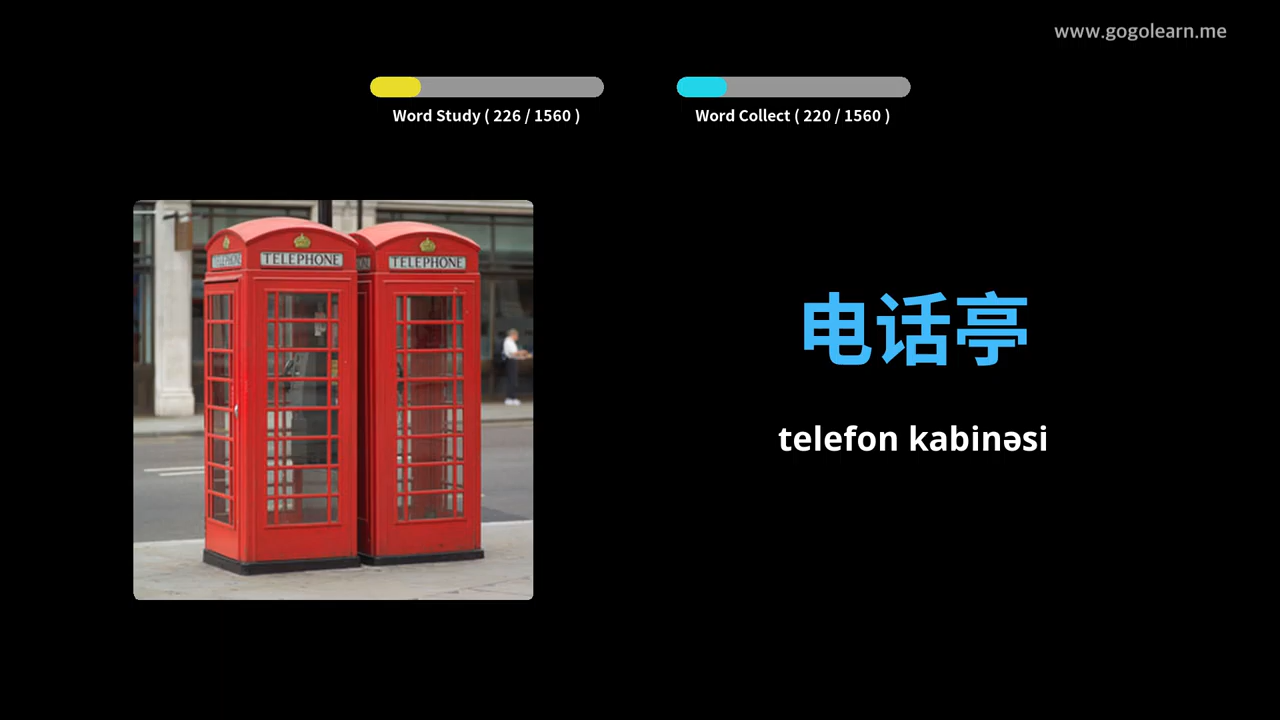 www.gogolearn.me
Word Study ( 226 / 1560 )
Word Collect ( 220 / 1560 )
TELEPHONE
TELEPHONE
电话亭
telefon kabinəsi